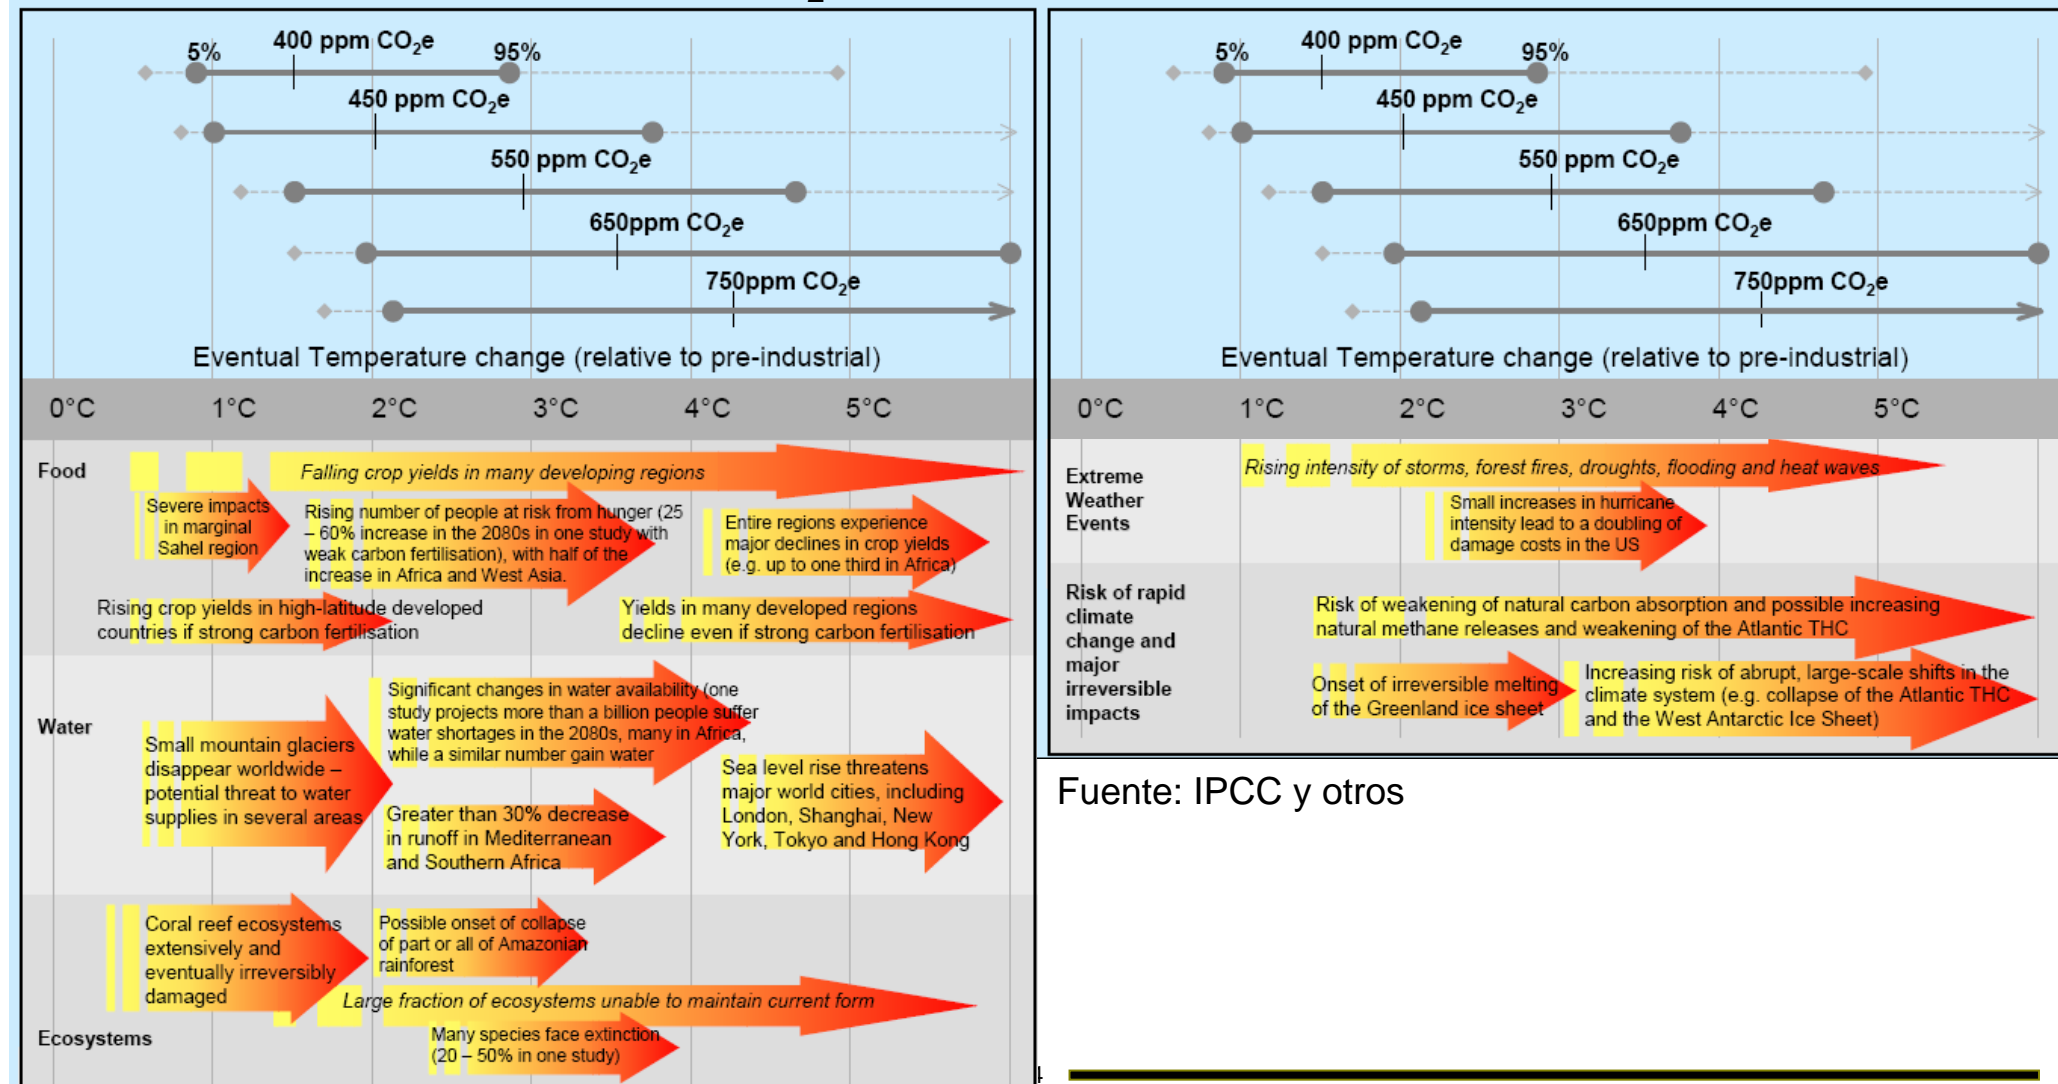 400 ppm CO₂e
5%
95%
450 ppm CO₂e
550 ppm CO₂e
650ppm CO₂e
750ppm CO₂e
Eventual Temperature change (relative to pre-industrial)
0°C 1°C 2°C 3°C 4°C 5°C
Food
Falling crop yields in many developing regions
Severe impacts
in marginal
Sahel region
Rising number of people at risk from hunger (25
– 60% increase in the 2080s in one study with
weak carbon fertilisation), with half of the
increase in Africa and West Asia.
Entire regions experience
major declines in crop yields
(e.g. up to one third in Africa)
Rising crop yields in high-latitude developed
countries if strong carbon fertilisation
Yields in many developed regions
decline even if strong carbon fertilisation
Water
Small mountain glaciers
disappear worldwide –
potential threat to water
supplies in several areas
Significant changes in water availability (one
study projects more than a billion people suffer
water shortages in the 2080s, many in Africa,
while a similar number gain water
Greater than 30% decrease
in runoff in Mediterranean
and Southern Africa
Sea level rise threatens
major world cities, including
London, Shanghai, New
York, Tokyo and Hong Kong
Ecosystems
Coral reef ecosystems
extensively and
eventually irreversibly
damaged
Possible onset of collapse
of part or all of Amazonian
rainforest
Large fraction of ecosystems unable to maintain current form
Many species face extinction
(20 – 50% in one study)
400 ppm CO₂e
5%
95%
450 ppm CO₂e
550 ppm CO₂e
650ppm CO₂e
750ppm CO₂e
Eventual Temperature change (relative to pre-industrial)
0°C 1°C 2°C 3°C 4°C 5°C
Extreme
Weather
Events
Rising intensity of storms, forest fires, droughts, flooding and heat waves
Small increases in hurricane
intensity lead to a doubling of
damage costs in the US
Risk of rapid
climate
change and
major
irreversible
impacts
Risk of weakening of natural carbon absorption and possible increasing
natural methane releases and weakening of the Atlantic THC
Onset of irreversible melting
of the Greenland ice sheet
Increasing risk of abrupt, large-scale shifts in the
climate system (e.g. collapse of the Atlantic THC
and the West Antarctic Ice Sheet)
Fuente: IPCC y otros